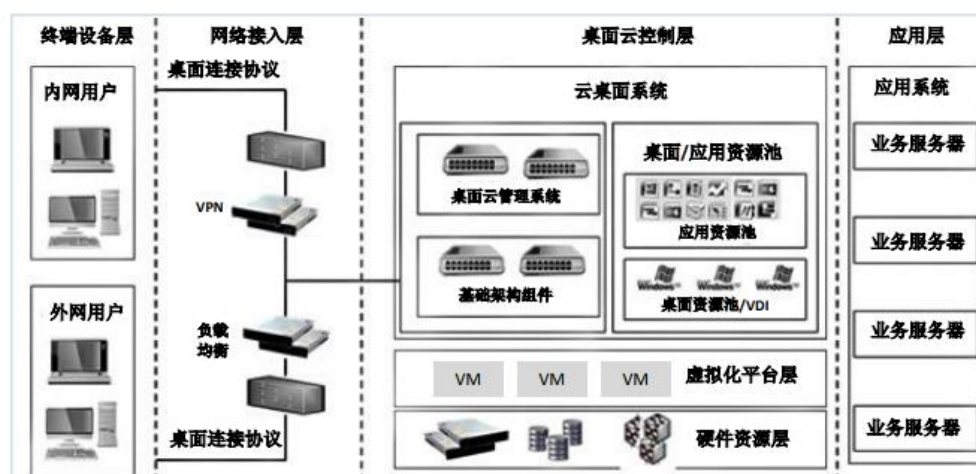 终端设备层
网络接入层
桌面云控制层
应用层
内网用户
外网用户
桌面连接协议
VPN
负载
均衡
桌面连接协议
云桌面系统
桌面云管理系统
基础架构组件
桌面/应用资源池
应用资源池
Windows
Windows
Windows
桌面资源池/VDI
VM
VM
VM
虚拟化平台层
硬件资源层
应用系统
业务服务器
业务服务器
业务服务器
业务服务器